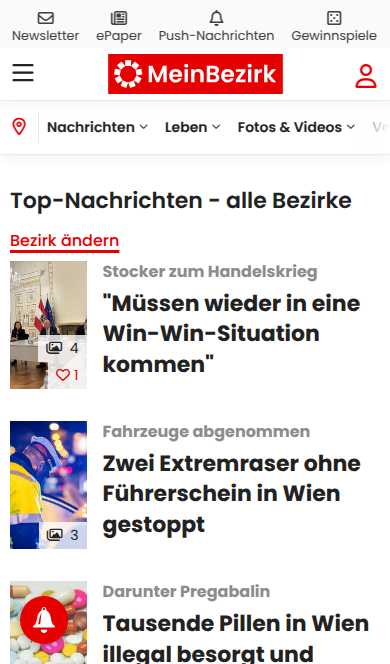 Newsletter ePaper Push-Nachrichten Gewinnspiele
MeinBezirk
Nachrichten Leben Fotos & Videos
Top-Nachrichten - alle Bezirke
Bezirk ändern
Stocker zum Handelskrieg
"Müssen wieder in eine
Win-Win-Situation
kommen"
4
1
Fahrzeuge abgenommen
Zwei Extremraser ohne
Führerschein in Wien
gestoppt
3
Darunter Pregabalin
Tausende Pillen in Wien
illegal besorgt und